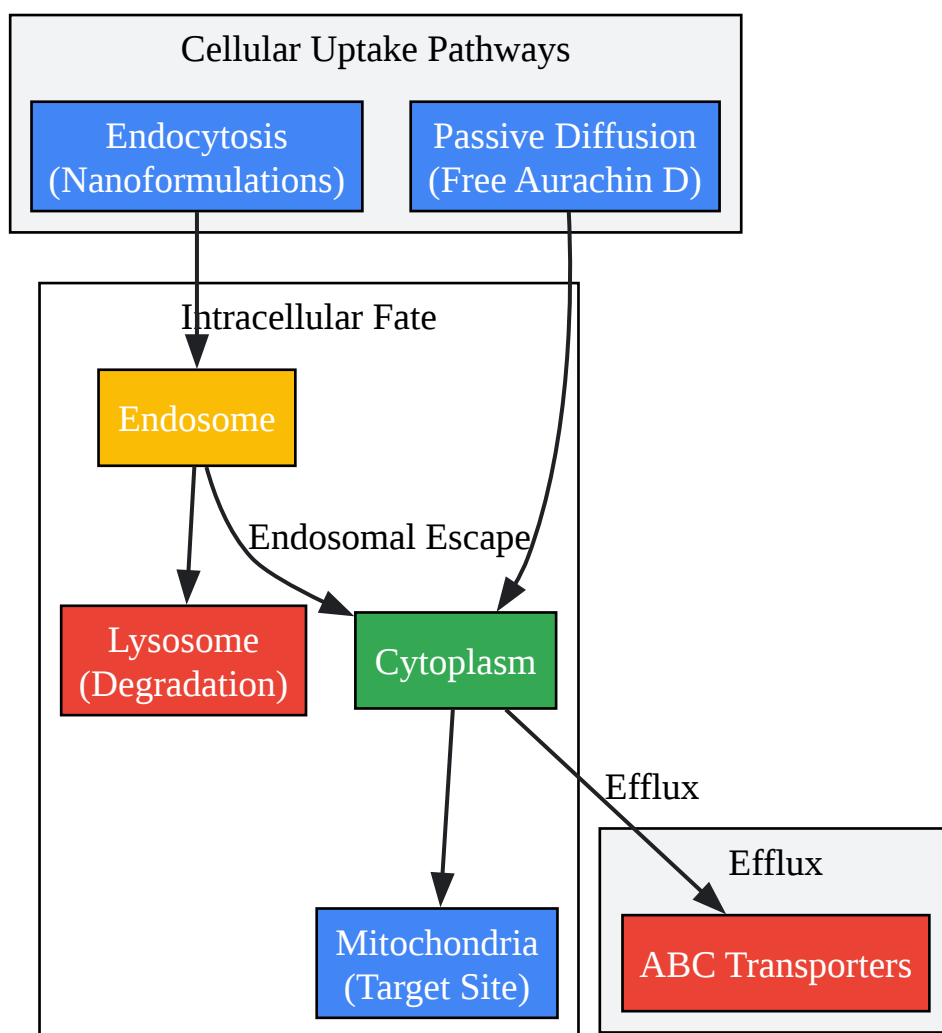 Cellular Uptake Pathways
Endocytosis
(Nanoformulations)
Passive Diffusion
(Free Aurachin D)
Intracellular Fate
Endosome
Endosomal Escape
Lysosome
(Degradation)
Cytoplasm
Efflux
Efflux
Mitochondria
(Target Site)
ABC Transporters